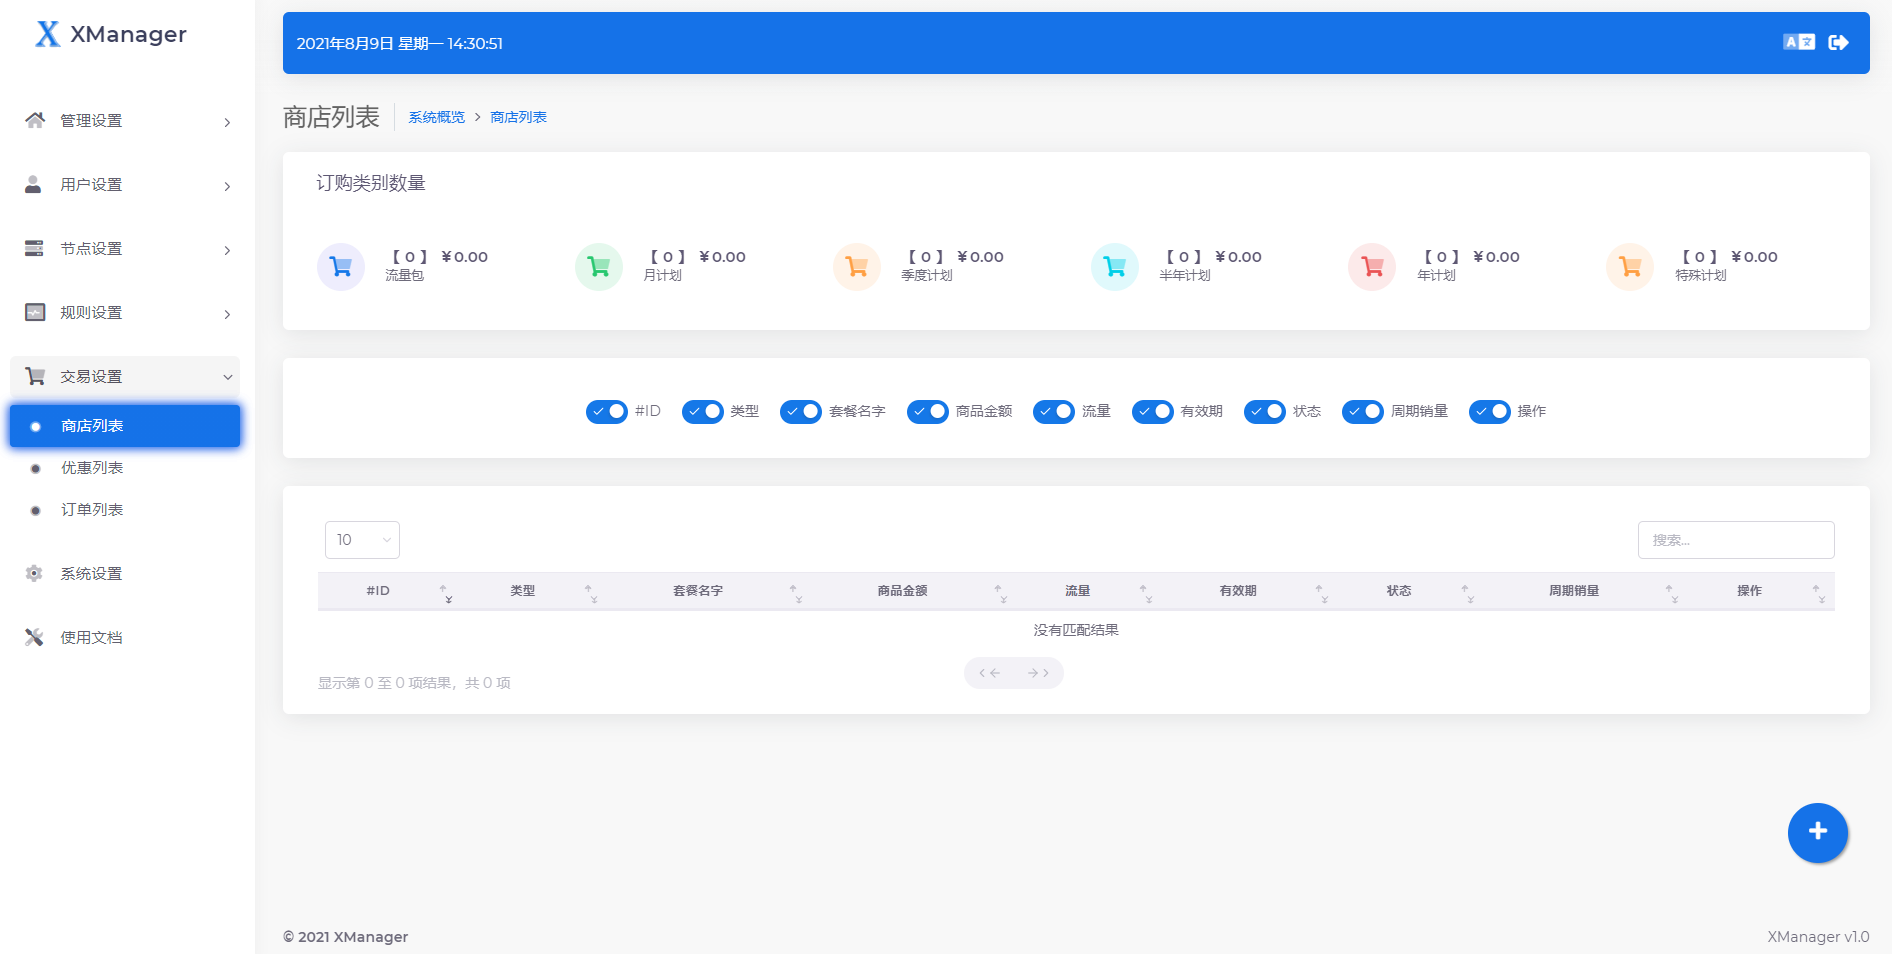 XManager
管理设置
用户设置
节点设置
规则设置
交易设置
商店列表
优惠列表
订单列表
系统设置
使用文档
2021年8月9日 星期一 14:30:51
A 文
商店列表
系统概览 > 商店列表
订购类别数量
【 0 】 ¥0.00
流量包
【 0 】 ¥0.00
月计划
【 0 】 ¥0.00
季度计划
【 0 】 ¥0.00
半年计划
【 0 】 ¥0.00
年计划
【 0 】 ¥0.00
特殊计划
#ID 类型 套餐名字 商品金额 流量 有效期 状态 周期销量 操作
10
搜索...
#ID 类型 套餐名字 商品金额 流量 有效期 状态 周期销量 操作
没有匹配结果
显示第 0 至 0 项结果，共 0 项
© 2021 XManager
XManager v1.0